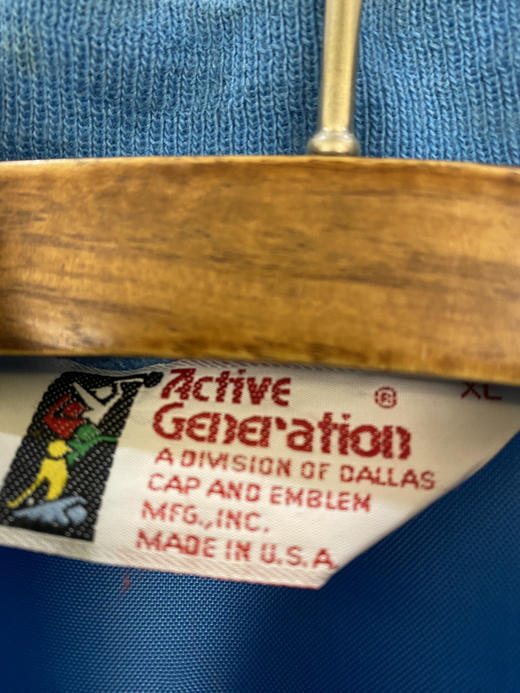 Active
Generation ®
XL
A DIVISION OF DALLAS
CAP AND EMBLEM
MFG., INC.
MADE IN U.S.A.